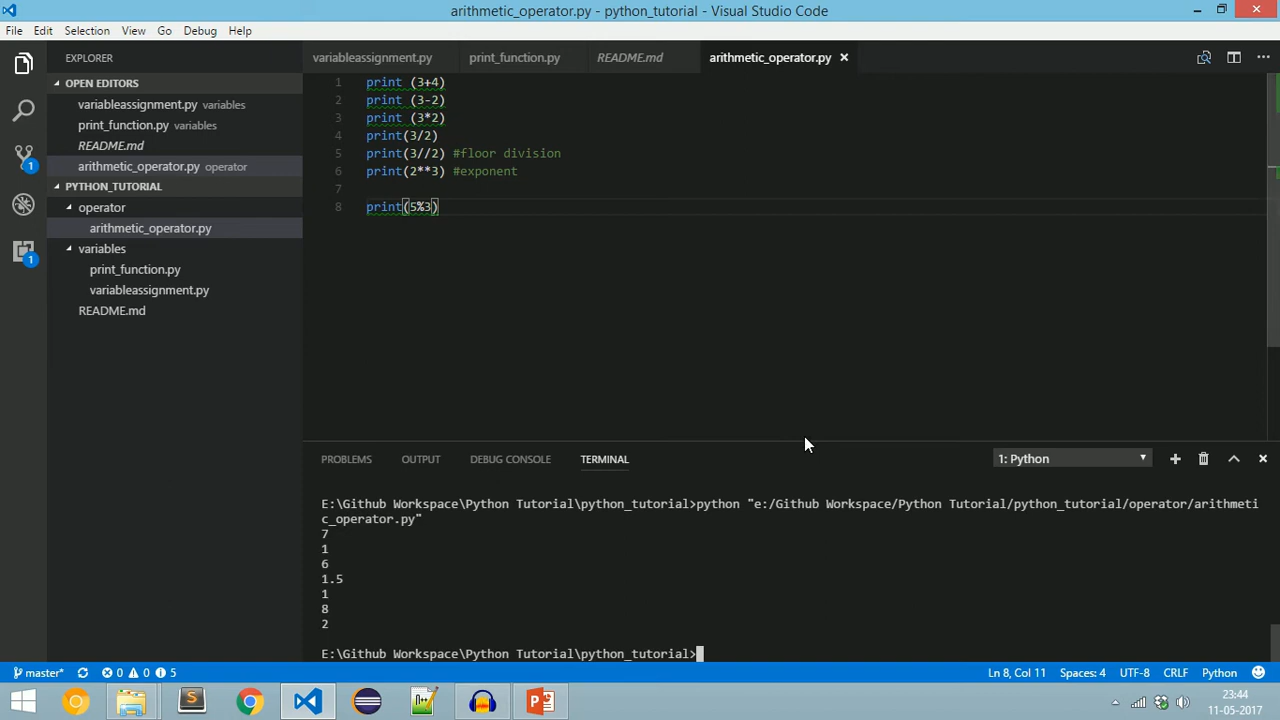 arithmetic_operator.py - python_tutorial - Visual Studio Code
File Edit Selection View Go Debug Help
EXPLORER
OPEN EDITORS
variableassignment.py variables
print_function.py variables
README.md
arithmetic_operator.py operator
PYTHON_TUTORIAL
operator
arithmetic_operator.py
variables
print_function.py
variableassignment.py
README.md
1
1
variableassignment.py print_function.py README.md arithmetic_operator.py
1 print (3+4)
2 print (3-2)
3 print (3*2)
4 print(3/2)
5 print(3//2) #floor division
6 print(2**3) #exponent
7
8 print(5%3)
PROBLEMS OUTPUT DEBUG CONSOLE TERMINAL 1: Python
E:\Github Workspace\Python Tutorial\python_tutorial>python "e:/Github Workspace/Python Tutorial/python_tutorial/operator/arithmeti
c_operator.py"
7
1
6
1.5
1
8
2
E:\Github Workspace\Python Tutorial\python_tutorial>
master* 0 0 5 Ln 8, Col 11 Spaces: 4 UTF-8 CRLF Python
23:44
11-05-2017